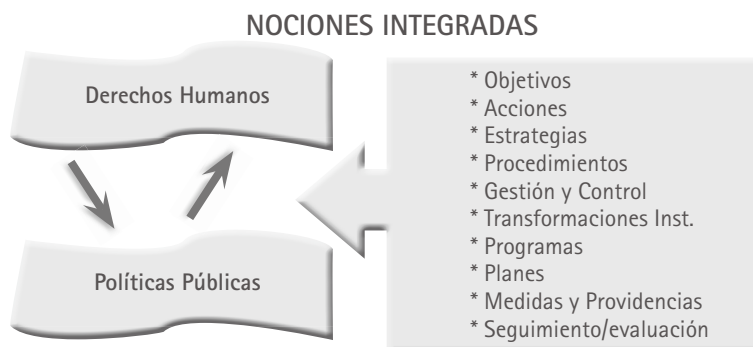 NOCIONES INTEGRADAS
Derechos Humanos
Políticas Públicas
* Objetivos
* Acciones
* Estrategias
* Procedimientos
* Gestión y Control
* Transformaciones Inst.
* Programas
* Planes
* Medidas y Providencias
* Seguimiento/evaluación